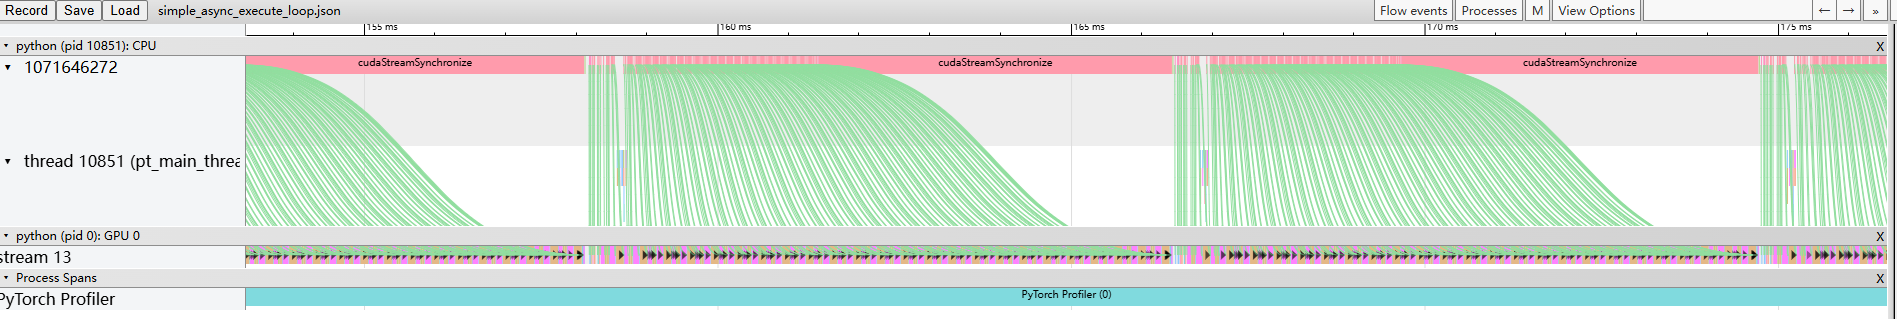 Record Save Load simple_async_execute_loop.json Flow events Processes M View Options ← → »
155 ms 160 ms 165 ms 170 ms 175 ms
python (pid 10851): CPU X
1071646272 cudaStreamSynchronize cudaStreamSynchronize cudaStreamSynchronize
thread 10851 (pt_main_threa
python (pid 0): GPU 0 X
stream 13
Process Spans X
PyTorch Profiler PyTorch Profiler (0)